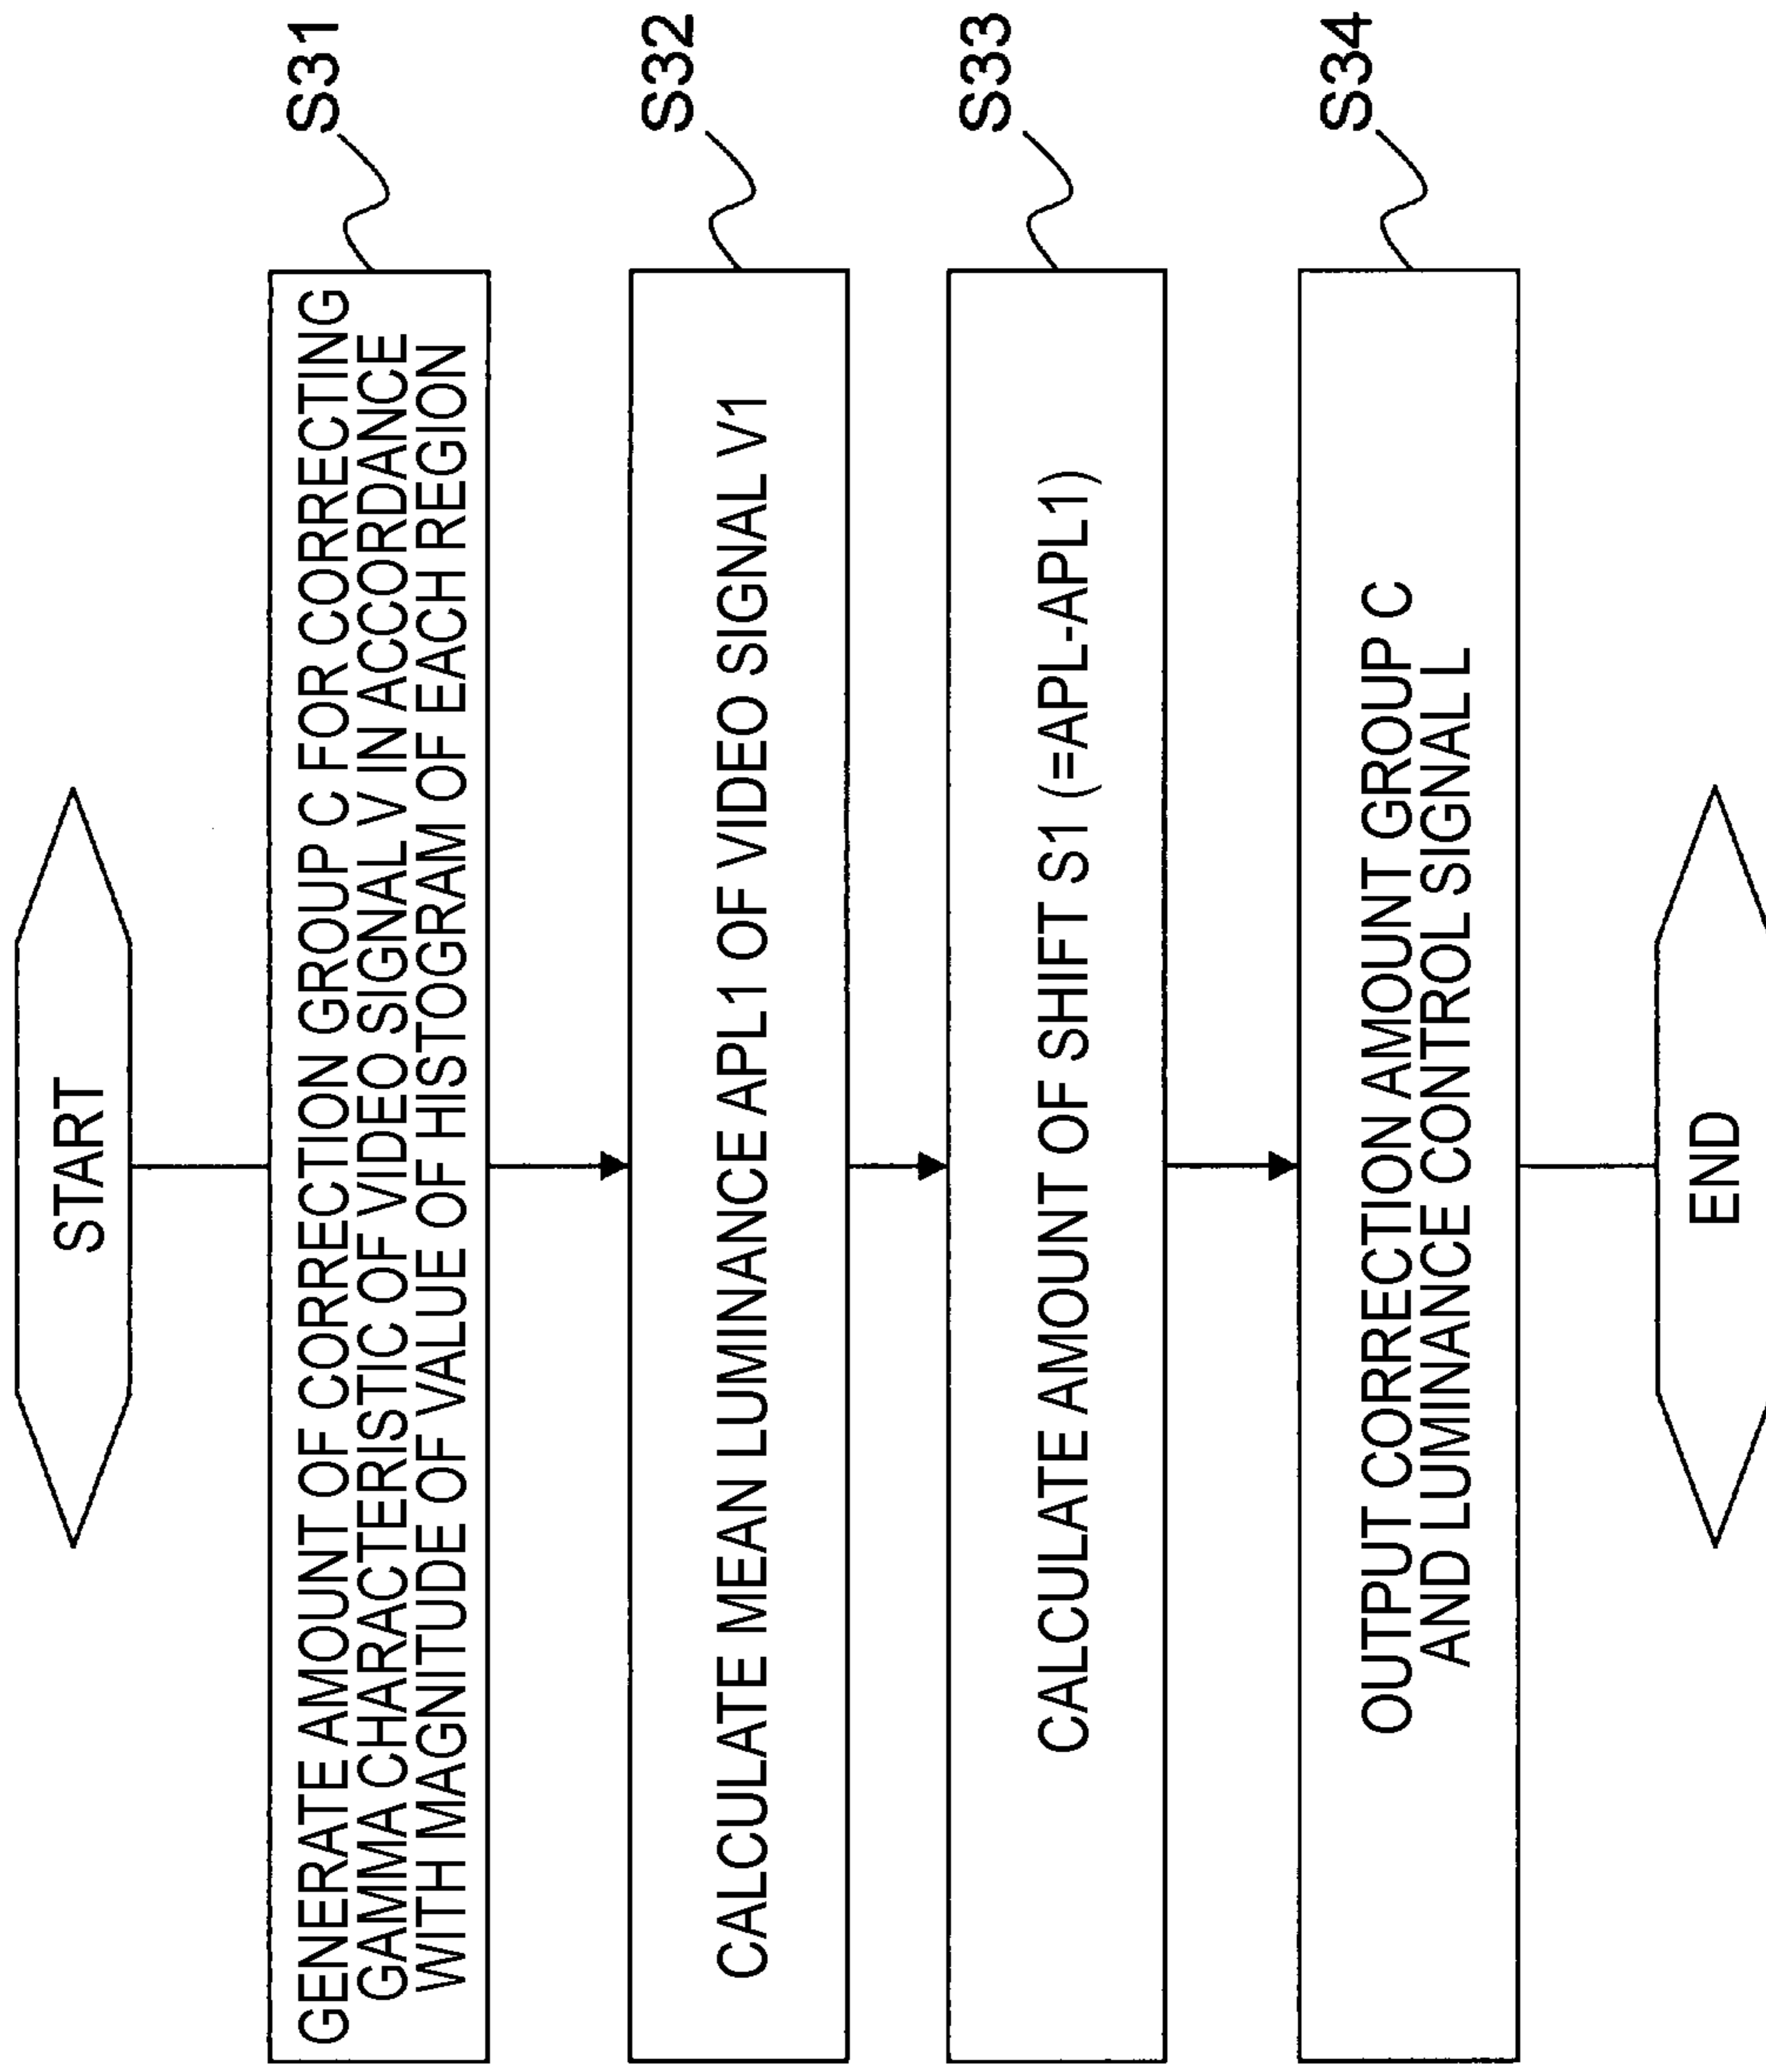 START
S31
GENERATE AMOUNT OF CORRECTION GROUP C FOR CORRECTING
GAMMA CHARACTERISTIC OF VIDEO SIGNAL V IN ACCORDANCE
WITH MAGNITUDE OF VALUE OF HISTOGRAM OF EACH REGION
S32
CALCULATE MEAN LUMINANCE APL1 OF VIDEO SIGNAL V1
S33
CALCULATE AMOUNT OF SHIFT S1 (=APL-APL1)
S34
OUTPUT CORRECTION AMOUNT GROUP C
AND LUMINANCE CONTROL SIGNAL L
END